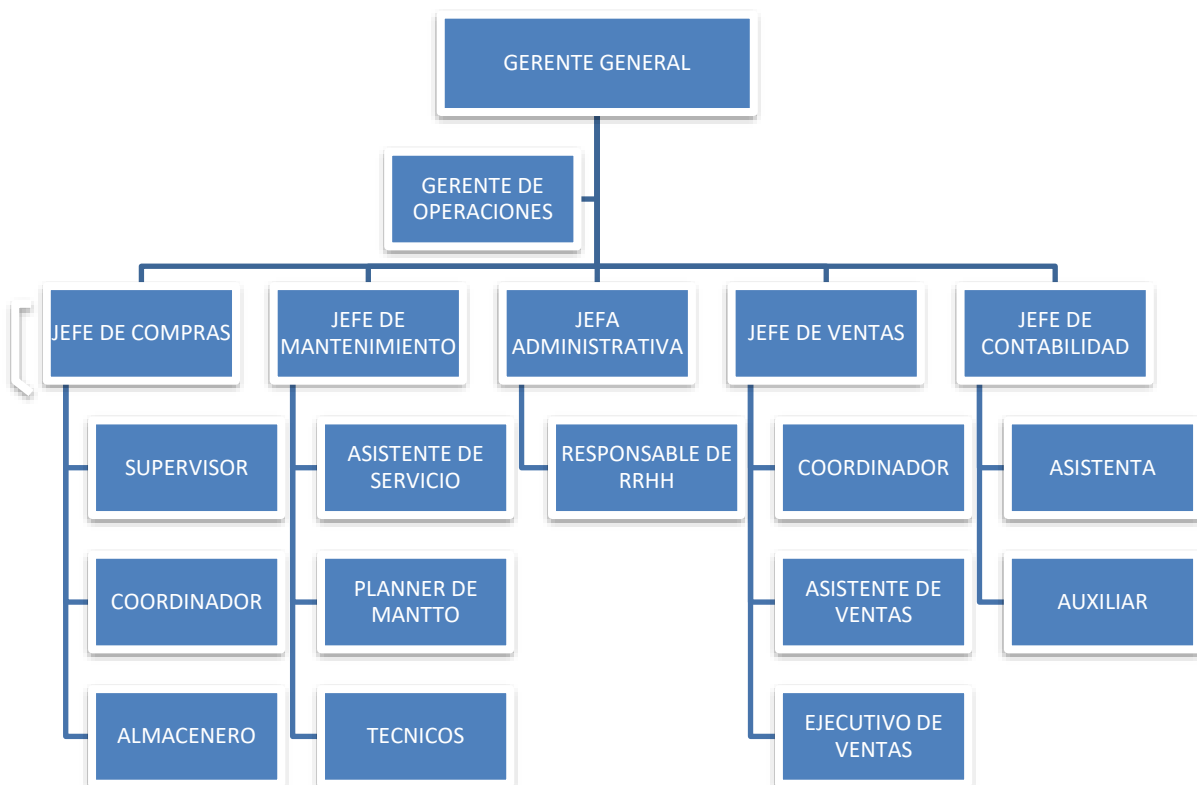 GERENTE GENERAL
GERENTE DE
OPERACIONES
JEFE DE COMPRAS
JEFE DE
MANTENIMIENTO
JEFA
ADMINISTRATIVA
JEFE DE VENTAS
JEFE DE
CONTABILIDAD
SUPERVISOR
ASISTENTE DE
SERVICIO
RESPONSABLE DE
RRHH
COORDINADOR
ASISTENTA
COORDINADOR
PLANNER DE
MANTTO
ASISTENTE DE
VENTAS
AUXILIAR
ALMACENERO
TECNICOS
EJECUTIVO DE
VENTAS